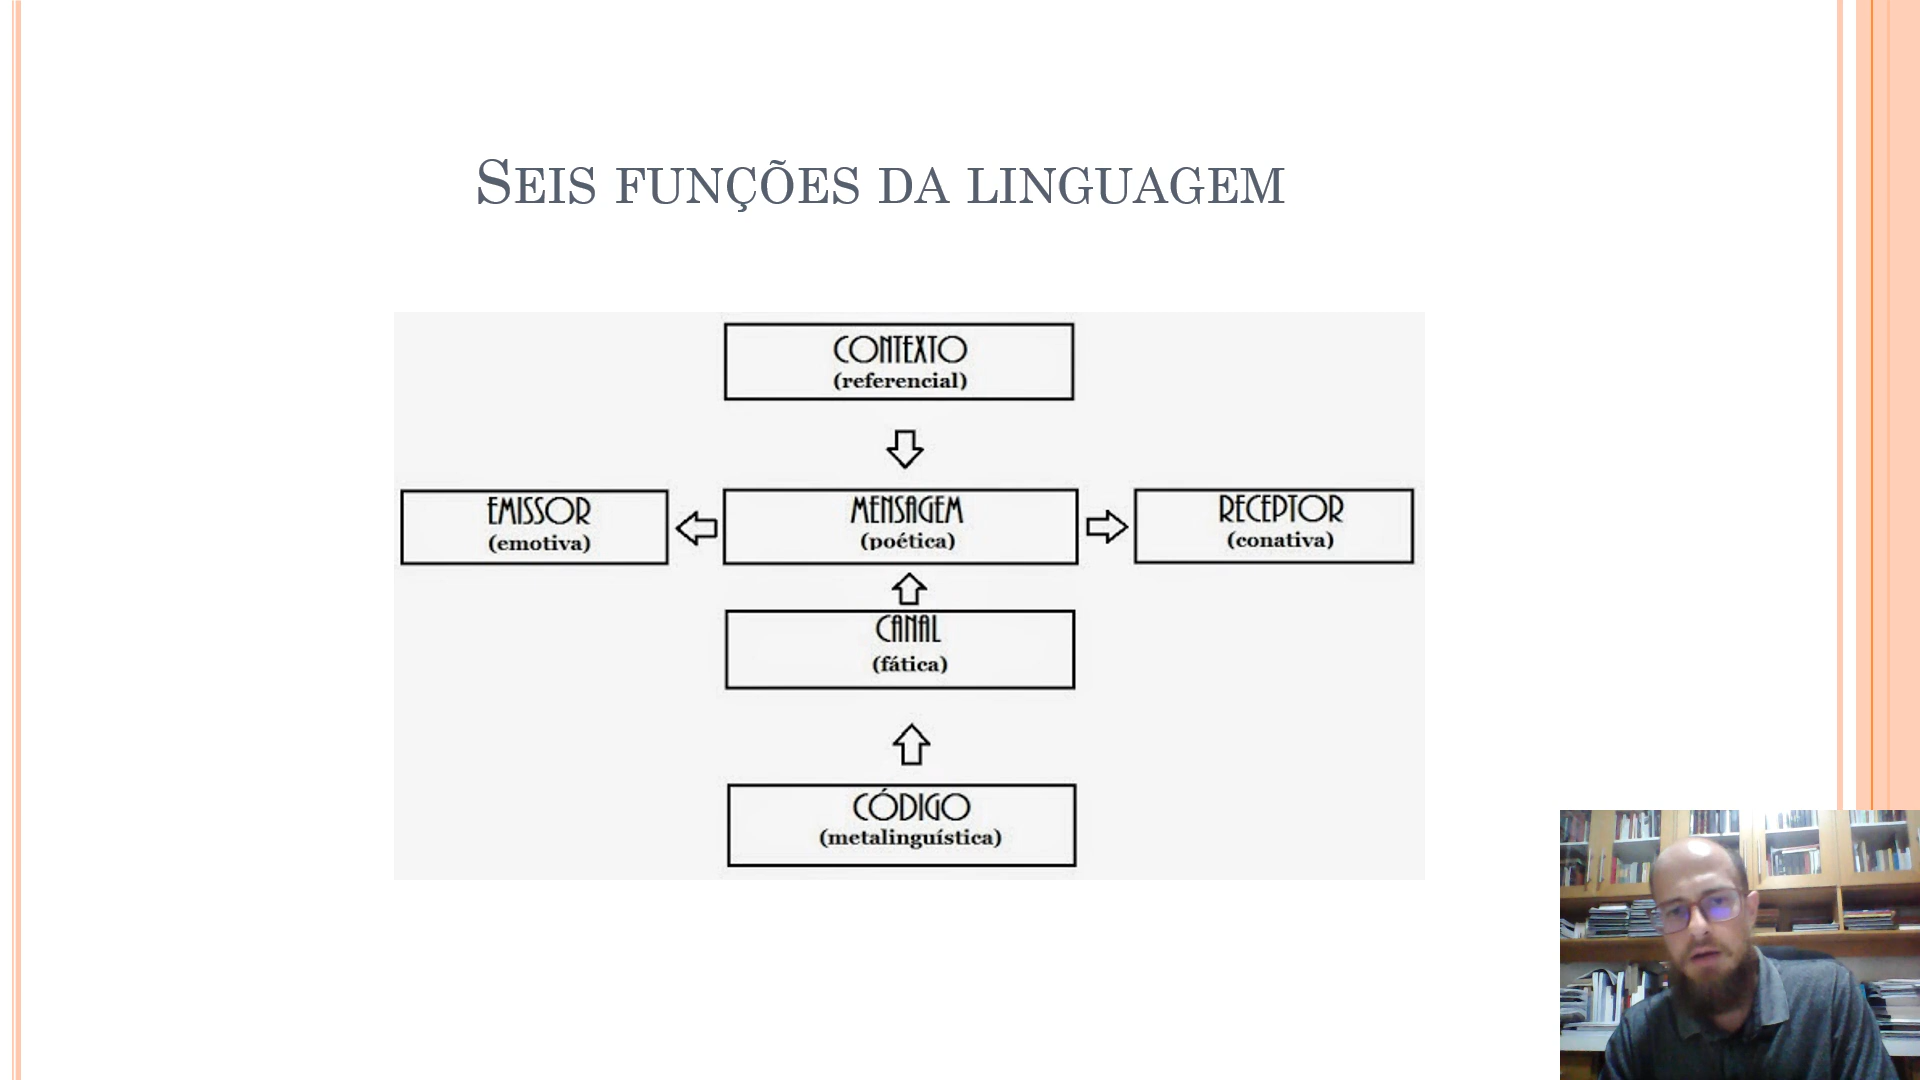 Seis funções da linguagem
CONTEXTO
(referencial)
EMISSOR
(emotiva)
MENSAGEM
(poética)
RECEPTOR
(conativa)
CANAL
(fática)
CÓDIGO
(metalinguística)